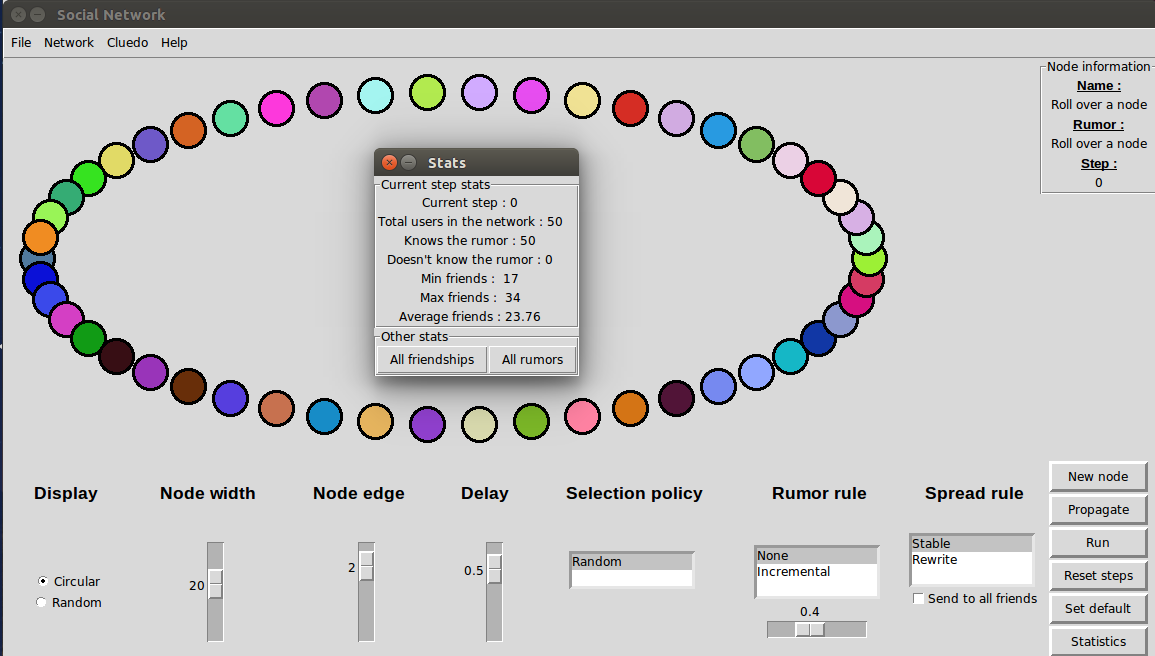 Social Network
File Network Cluedo Help
Node information
Name :
Roll over a node
Rumor :
Roll over a node
Step :
0
Stats
Current step stats
Current step : 0
Total users in the network : 50
Knows the rumor : 50
Doesn't know the rumor : 0
Min friends : 17
Max friends : 34
Average friends : 23.76
Other stats
All friendships All rumors
Display Node width Node edge Delay Selection policy Rumor rule Spread rule
Circular
Random
20
2
0.5
Random
None
Incremental
0.4
Stable
Rewrite
Send to all friends
New node
Propagate
Run
Reset steps
Set default
Statistics